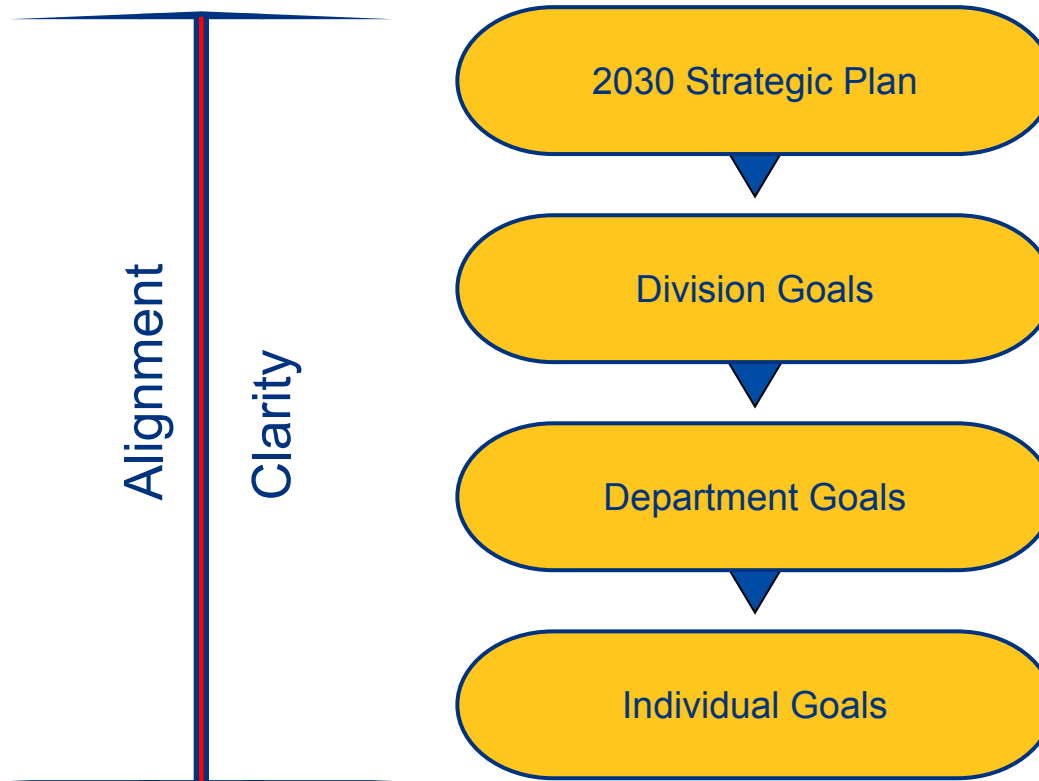 Alignment
Clarity
2030 Strategic Plan
Division Goals
Department Goals
Individual Goals